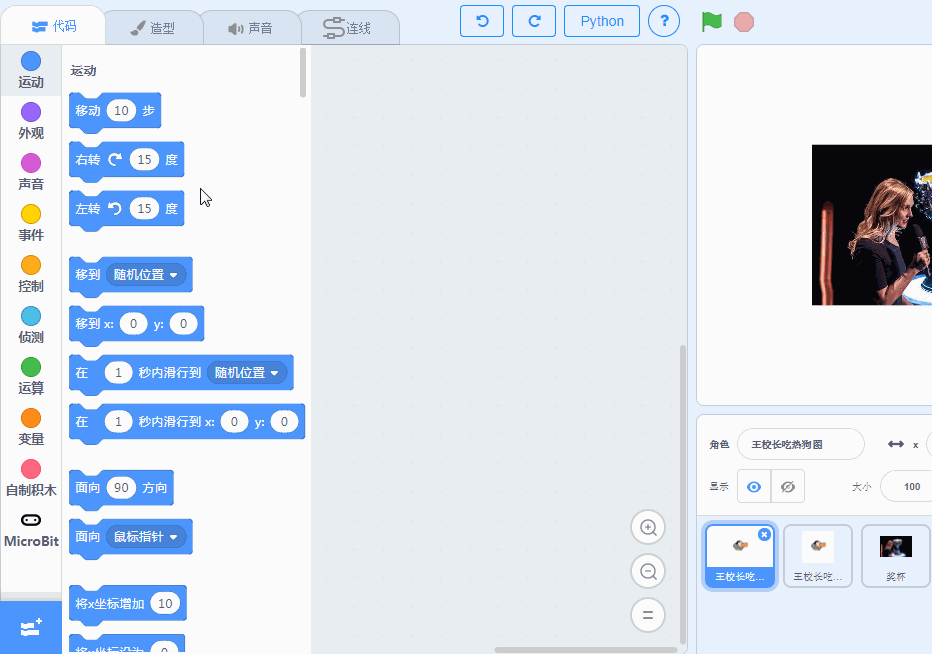 代码
造型
声音
连线
Python
?
运动
外观
声音
事件
控制
侦测
运算
变量
自制积木
MicroBit
运动
移动 10 步
右转 15 度
左转 15 度
移到 随机位置
移到 x: 0 y: 0
在 1 秒内滑行到 随机位置
在 1 秒内滑行到 x: 0 y: 0
面向 90 方向
面向 鼠标指针
将x坐标增加 10
将x坐标设为 0
角色 王校长吃热狗图 x
显示 大小 100
王校长吃...
王校长吃...
奖杯